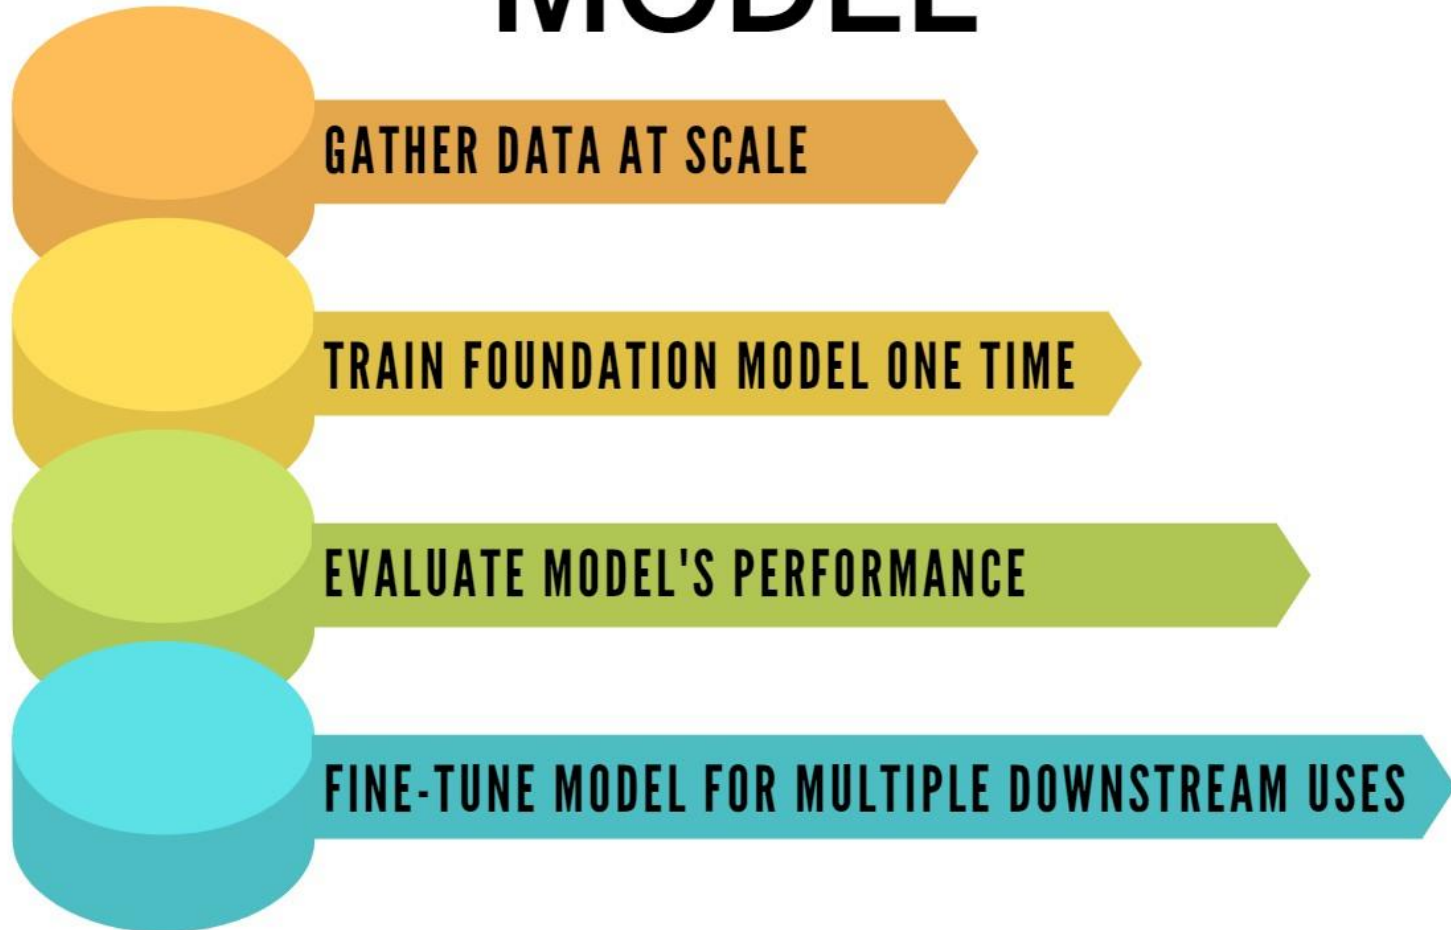 MODEL
GATHER DATA AT SCALE
TRAIN FOUNDATION MODEL ONE TIME
EVALUATE MODEL'S PERFORMANCE
FINE-TUNE MODEL FOR MULTIPLE DOWNSTREAM USES